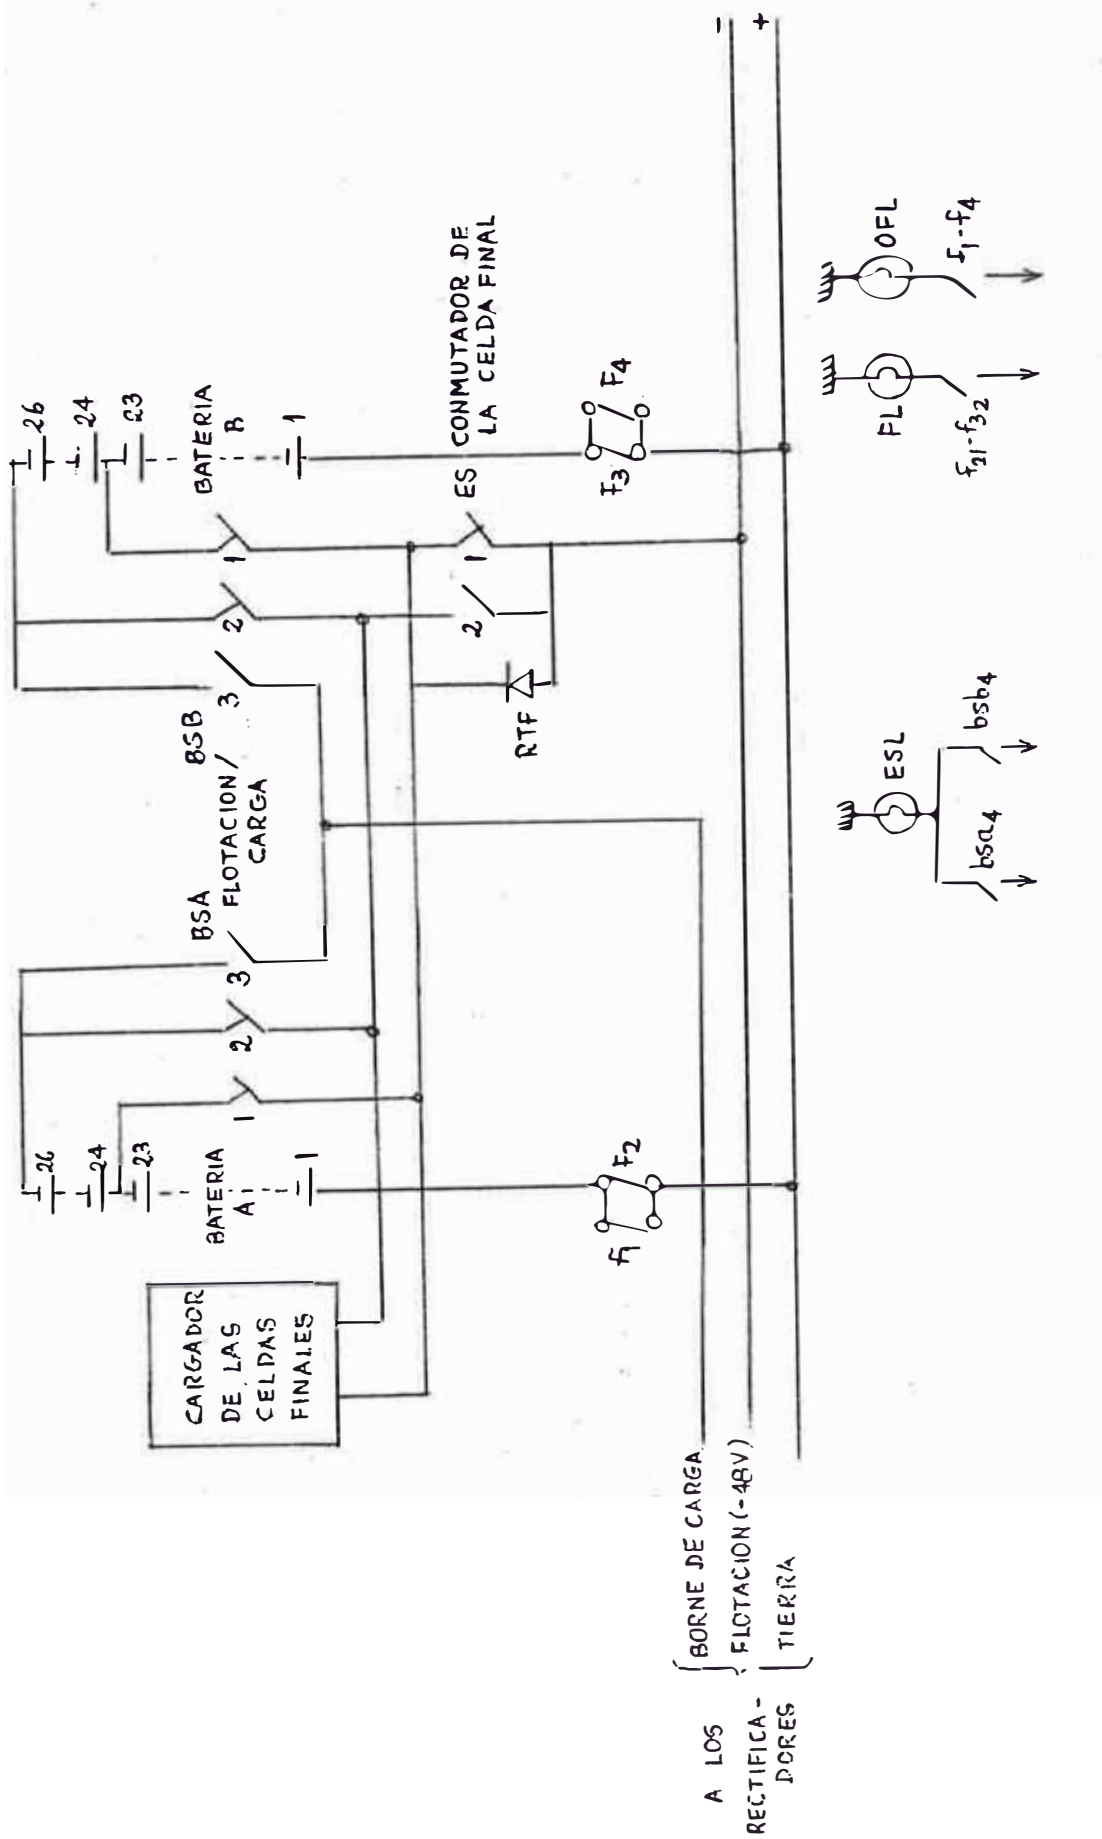 26
24
23
BATERIA
A
1
CARGADOR
DE LAS
CELDAS
FINALES
1
2
3
BSA
BSB
FLOTACION/
CARGA
3
2
1
26
24
23
BATERIA
B
1
RTF
2
1
ES
CONMUTADOR DE
LA CELDA FINAL
F1
F2
F3
F4
A LOS
RECTIFICA-
DORES
BORNE DE CARGA
FLOTACION (-48V)
TIERRA
-
+
ESL
bsa4
bsb4
FL
f21-f32
OFL
f1-f4